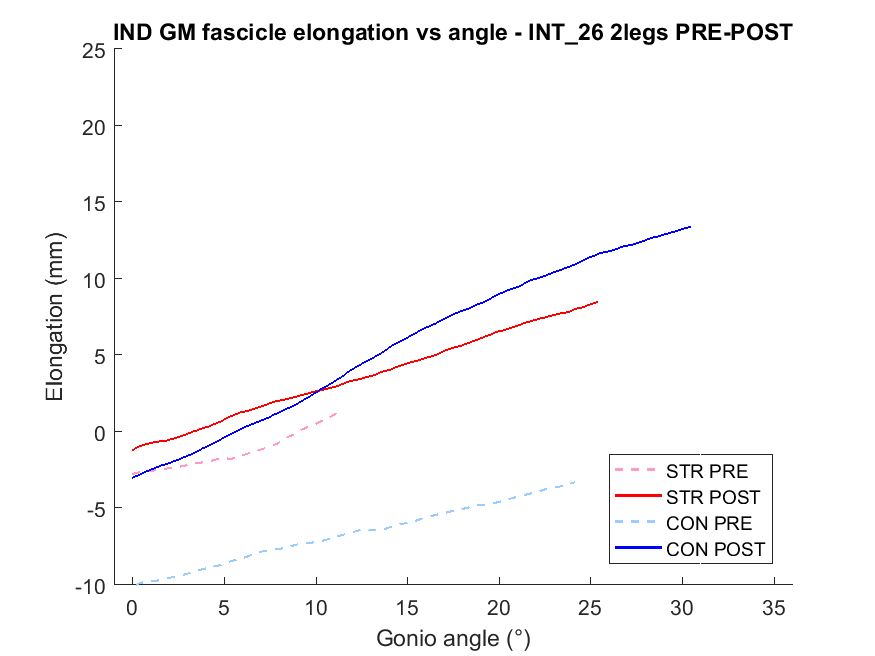 IND GM fascicle elongation vs angle - INT_26 2legs PRE-POST
25
20
15
10
5
0
-5
-10
Elongation (mm)
0 5 10 15 20 25 30 35
Gonio angle (°)
STR PRE
STR POST
CON PRE
CON POST